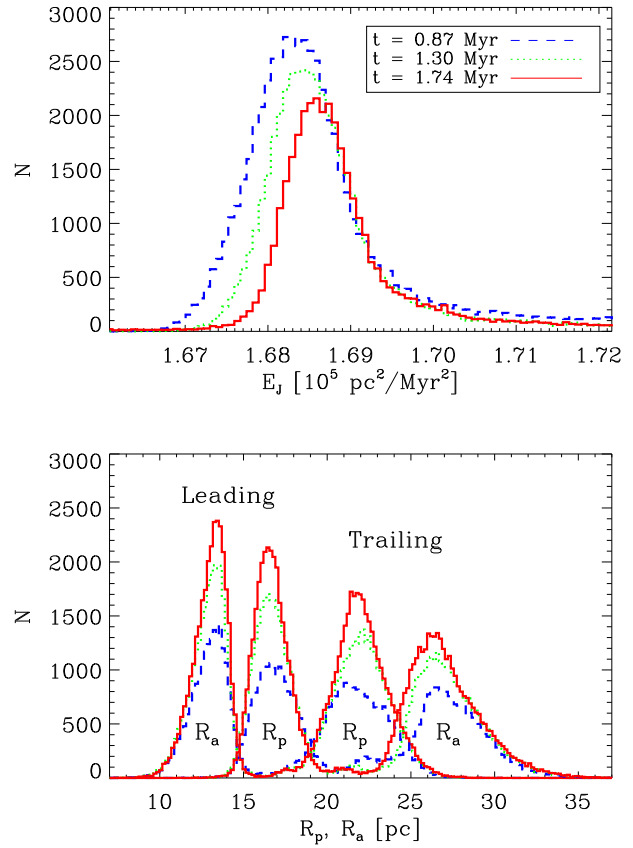 3000
2500
2000
1500
1000
500
0
N
t = 0.87 Myr
t = 1.30 Myr
t = 1.74 Myr
1.67 1.68 1.69 1.70 1.71 1.72
E_J [10^5 pc^2/Myr^2]
3000
2500
2000
1500
1000
500
0
N
Leading
Trailing
R_a R_p R_p R_a
10 15 20 25 30 35
R_p, R_a [pc]